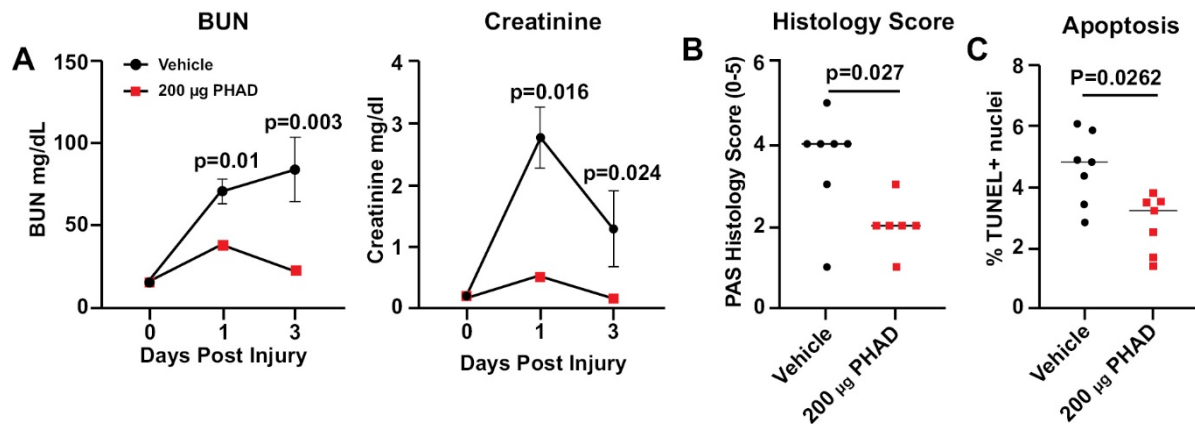 BUN
Creatinine
Histology Score
Apoptosis
A
B
C
150
100
50
0
BUN mg/dL
Vehicle
200 µg PHAD
p=0.01
p=0.003
0 1 3
Days Post Injury
4
3
2
1
0
Creatinine mg/dl
p=0.016
p=0.024
0 1 3
Days Post Injury
6
4
2
0
PAS Histology Score (0-5)
p=0.027
Vehicle
200 µg PHAD
8
6
4
2
0
% TUNEL+ nuclei
P=0.0262
Vehicle
200 µg PHAD